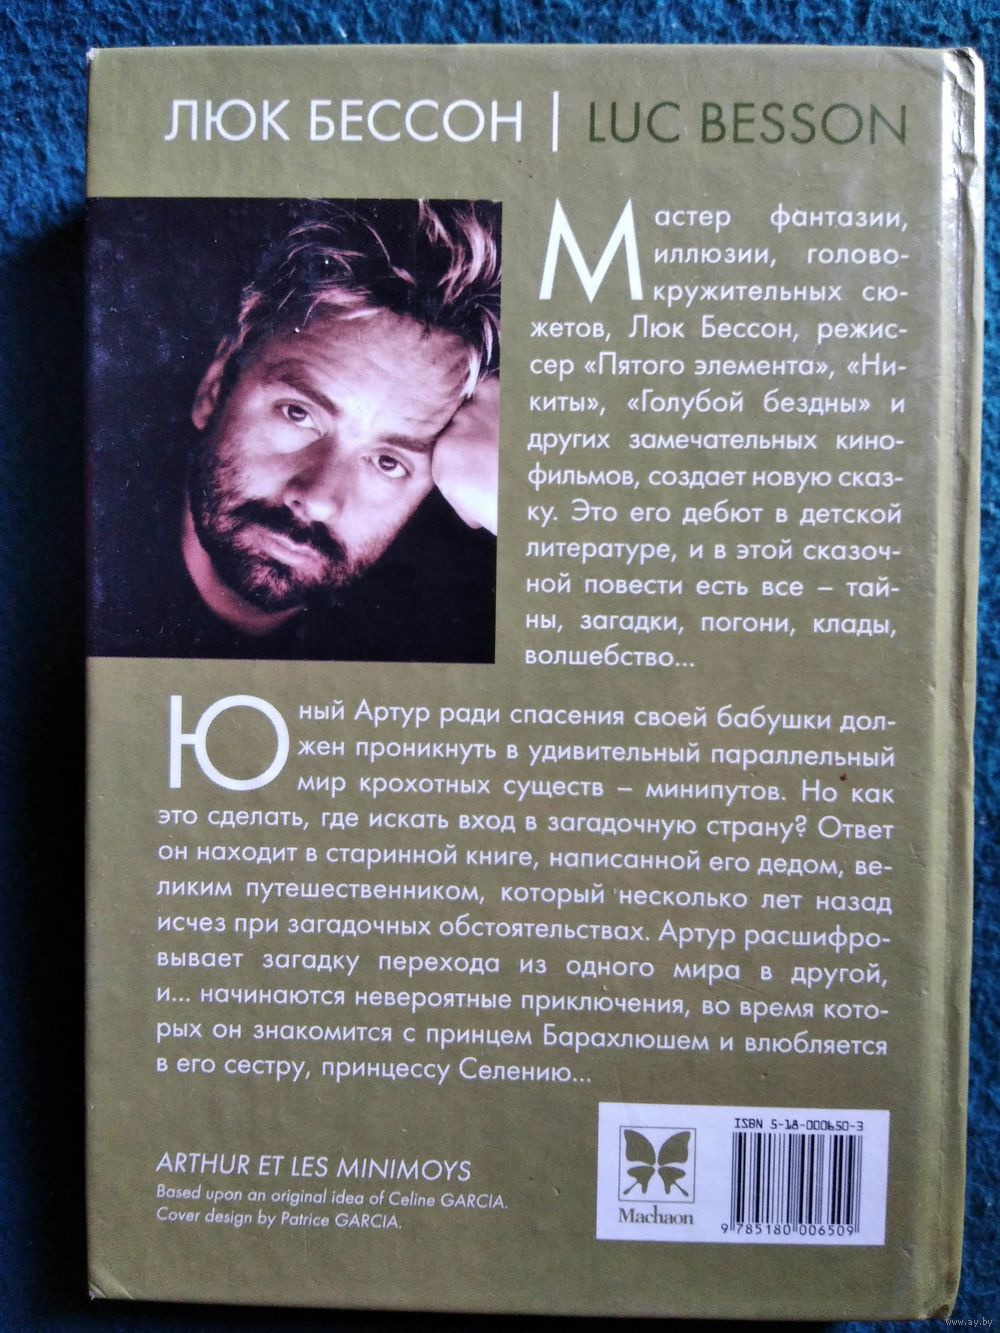 ЛЮК БЕССОН | LUC BESSON
Мастер фантазии,
иллюзии, голово-
кружительных сю-
жетов, Люк Бессон, режис-
сер «Пятого элемента», «Ни-
киты», «Голубой бездны» и
других замечательных кино-
фильмов, создает новую сказ-
ку. Это его дебют в детской
литературе, и в этой сказоч-
ной повести есть все – тай-
ны, загадки, погони, клады,
волшебство...
Юный Артур ради спасения своей бабушки дол-
жен проникнуть в удивительный параллельный
мир крохотных существ – минипутов. Но как
это сделать, где искать вход в загадочную страну? Ответ
он находит в старинной книге, написанной его дедом, ве-
ликим путешественником, который несколько лет назад
исчез при загадочных обстоятельствах. Артур расшифро-
вывает загадку перехода из одного мира в другой,
и... начинаются невероятные приключения, во время кото-
рых он знакомится с принцем Барахлюшем и влюбляется
в его сестру, принцессу Селению...
ARTHUR ET LES MINIMOYS
Based upon an original idea of Celine GARCIA.
Cover design by Patrice GARCIA.
ISBN 5-18-000650-3
Machaon
9 785180 006509
www.ay.by